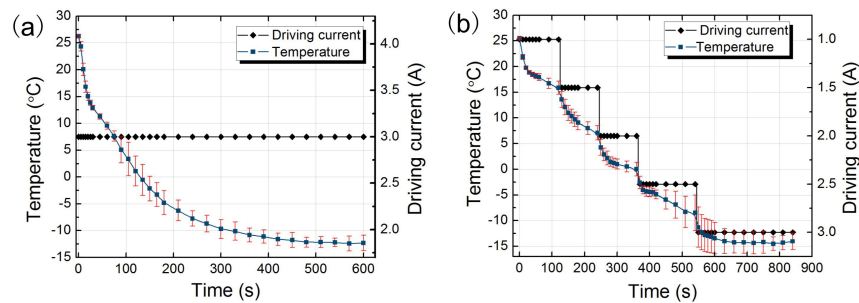 (a)
Driving current
Temperature
Temperature (°C)
30
25
20
15
10
5
0
-5
-10
-15
4.0
3.5
3.0
2.5
2.0
Driving current (A)
0 100 200 300 400 500 600
Time (s)
(b)
Driving current
Temperature
Temperature (°C)
30
25
20
15
10
5
0
-5
-10
-15
1.0
1.5
2.0
2.5
3.0
Driving current (A)
0 100 200 300 400 500 600 700 800 900
Time (s)